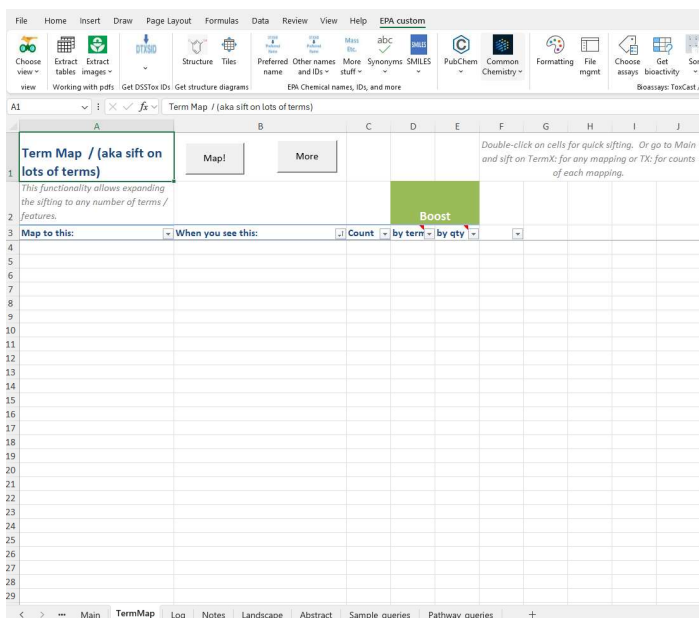 File Home Insert Draw Page Layout Formulas Data Review View Help EPA custom
Choose view Extract tables Extract images DTXSID Structure Tiles Preferred name Other names and IDs Mass Etc. More stuff abc Synonyms SMILES SMILES PubChem Common Chemistry Formatting File mgmt Choose assays Get bioactivity
view Working with pdfs Get DSSTox IDs Get structure diagrams EPA Chemical names, IDs, and more Bioassays: ToxCast
A1 fx Term Map / (aka sift on lots of terms)
A B C D E F G H I J
1 Term Map / (aka sift on
lots of terms)
Map! More
Double-click on cells for quick sifting. Or go to Main
and sift on TermX: for any mapping or TX: for counts
of each mapping.
2 This functionality allows expanding
the sifting to any number of terms /
features.
Boost
3 Map to this: When you see this: Count by term by qty
4
5
6
7
8
9
10
11
12
13
14
15
16
17
18
19
20
21
22
23
24
25
26
27
28
29
Main TermMap Log Notes Landscape Abstract Sample queries Pathway queries